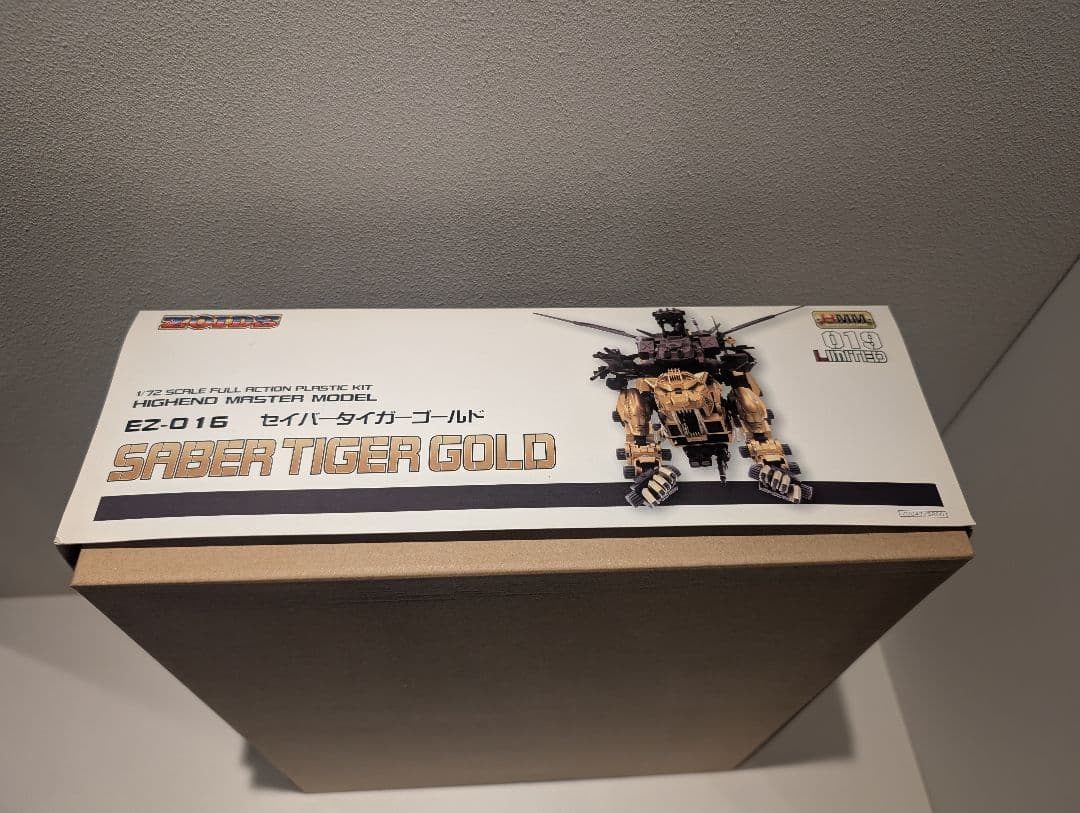 ZOIDS
HMM
019
LIMITED
1/72 SCALE FULL ACTION PLASTIC KIT
HIGHEND MASTER MODEL
EZ-016 セイバータイガーゴールド
SABER TIGER GOLD